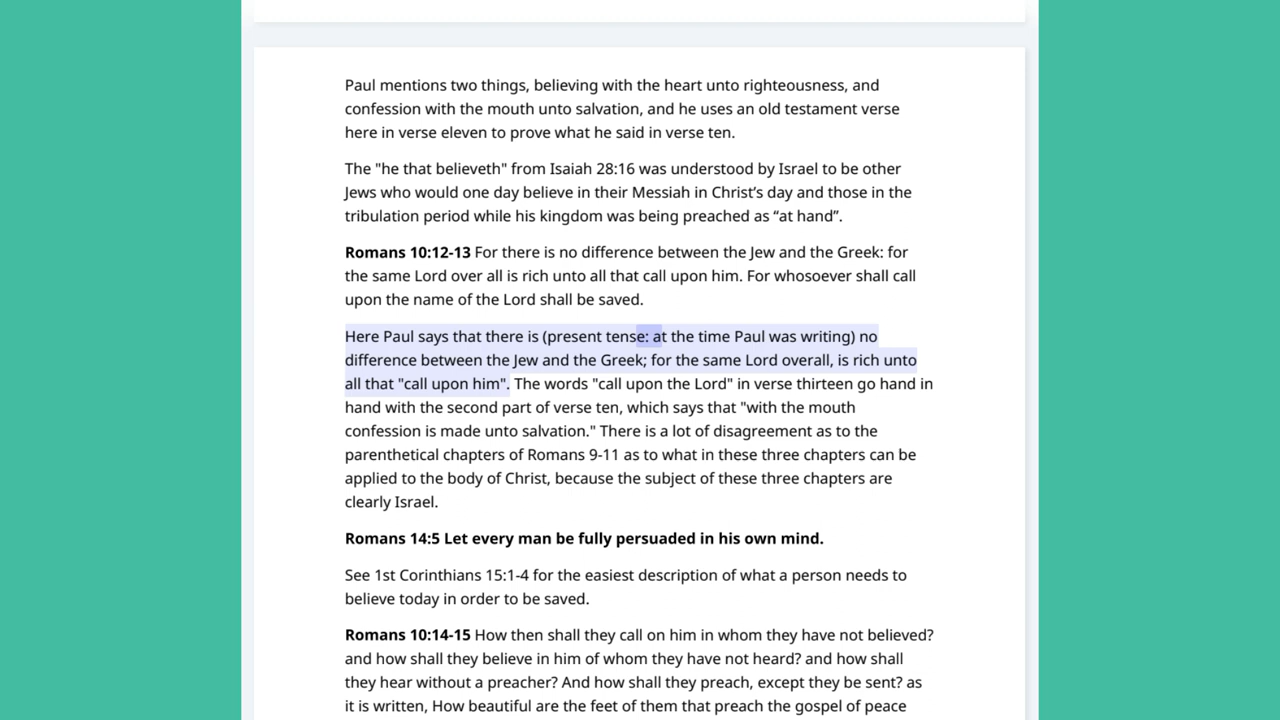 Paul mentions two things, believing with the heart unto righteousness, and
confession with the mouth unto salvation, and he uses an old testament verse
here in verse eleven to prove what he said in verse ten.
The "he that believeth" from Isaiah 28:16 was understood by Israel to be other
Jews who would one day believe in their Messiah in Christ’s day and those in the
tribulation period while his kingdom was being preached as “at hand”.
Romans 10:12-13 For there is no difference between the Jew and the Greek: for
the same Lord over all is rich unto all that call upon him. For whosoever shall call
upon the name of the Lord shall be saved.
Here Paul says that there is (present tense: at the time Paul was writing) no
difference between the Jew and the Greek; for the same Lord overall, is rich unto
all that "call upon him". The words "call upon the Lord" in verse thirteen go hand in
hand with the second part of verse ten, which says that "with the mouth
confession is made unto salvation." There is a lot of disagreement as to the
parenthetical chapters of Romans 9-11 as to what in these three chapters can be
applied to the body of Christ, because the subject of these three chapters are
clearly Israel.
Romans 14:5 Let every man be fully persuaded in his own mind.
See 1st Corinthians 15:1-4 for the easiest description of what a person needs to
believe today in order to be saved.
Romans 10:14-15 How then shall they call on him in whom they have not believed?
and how shall they believe in him of whom they have not heard? and how shall
they hear without a preacher? And how shall they preach, except they be sent? as
it is written, How beautiful are the feet of them that preach the gospel of peace